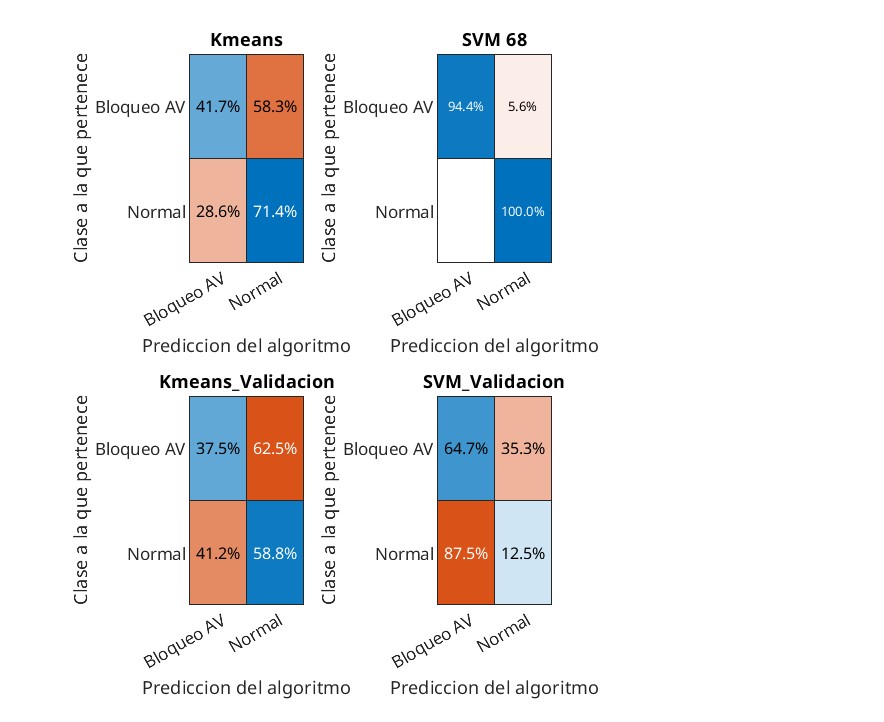 Kmeans
Clase a la que pertenece
Bloqueo AV 41.7% 58.3%
Normal 28.6% 71.4%
Bloqueo AV Normal
Prediccion del algoritmo
SVM 68
Clase a la que pertenece
Bloqueo AV 94.4% 5.6%
Normal 100.0%
Bloqueo AV Normal
Prediccion del algoritmo
Kmeans_Validacion
Clase a la que pertenece
Bloqueo AV 37.5% 62.5%
Normal 41.2% 58.8%
Bloqueo AV Normal
Prediccion del algoritmo
SVM_Validacion
Clase a la que pertenece
Bloqueo AV 64.7% 35.3%
Normal 87.5% 12.5%
Bloqueo AV Normal
Prediccion del algoritmo